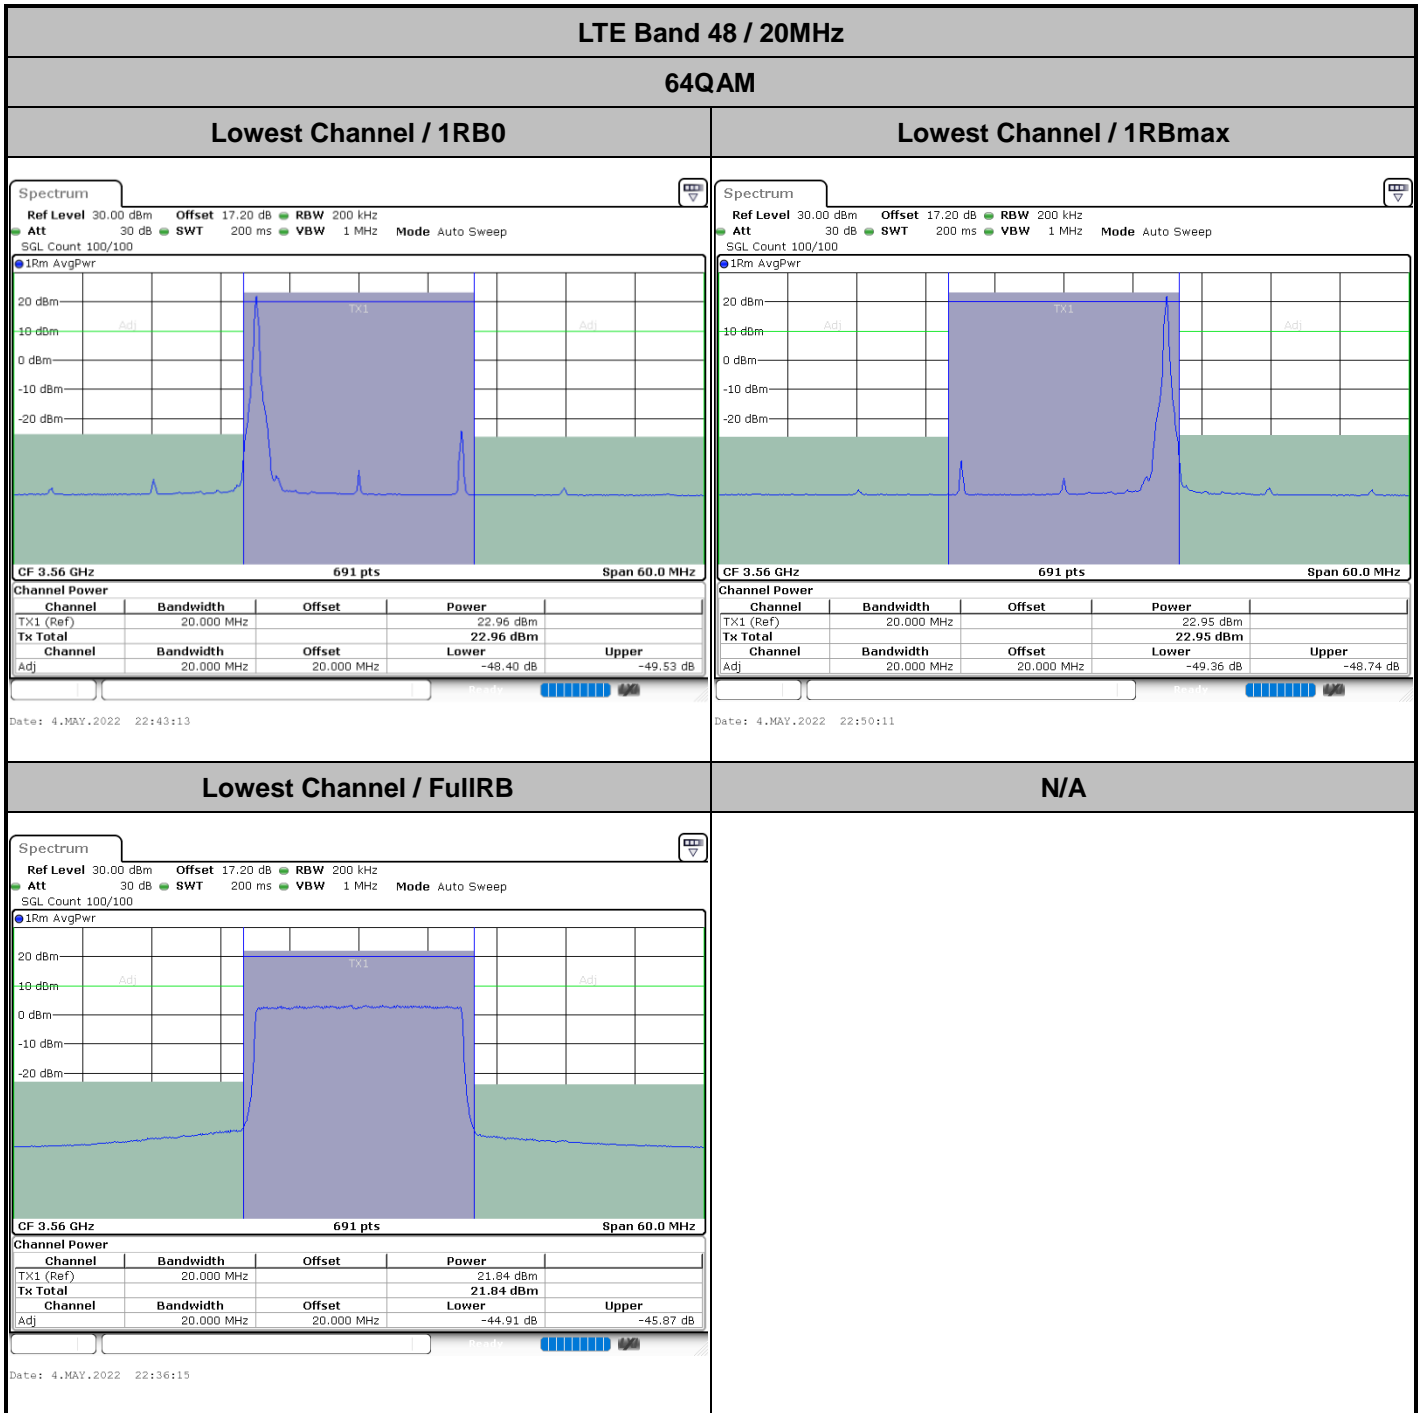 LTE Band 48 / 20MHz
64QAM
Lowest Channel / 1RB0
Lowest Channel / 1RBmax
Spectrum
Ref Level 30.00 dBm Offset 17.20 dB RBW 200 kHz
Att 30 dB SWT 200 ms VBW 1 MHz Mode Auto Sweep
SGL Count 100/100
1Rm AvgPwr
TX1
Adj
Adj
20 dBm
10 dBm
0 dBm
-10 dBm
-20 dBm
CF 3.56 GHz 691 pts Span 60.0 MHz
Channel Power
Channel Bandwidth Offset Power
TX1 (Ref) 20.000 MHz 22.96 dBm
Tx Total 22.96 dBm
Channel Bandwidth Offset Lower Upper
Adj 20.000 MHz 20.000 MHz -48.40 dB -49.53 dB
Ready
Date: 4.MAY.2022 22:43:13
Spectrum
Ref Level 30.00 dBm Offset 17.20 dB RBW 200 kHz
Att 30 dB SWT 200 ms VBW 1 MHz Mode Auto Sweep
SGL Count 100/100
1Rm AvgPwr
TX1
Adj
Adj
20 dBm
10 dBm
0 dBm
-10 dBm
-20 dBm
CF 3.56 GHz 691 pts Span 60.0 MHz
Channel Power
Channel Bandwidth Offset Power
TX1 (Ref) 20.000 MHz 22.95 dBm
Tx Total 22.95 dBm
Channel Bandwidth Offset Lower Upper
Adj 20.000 MHz 20.000 MHz -49.36 dB -48.74 dB
Ready
Date: 4.MAY.2022 22:50:11
Lowest Channel / FullRB
N/A
Spectrum
Ref Level 30.00 dBm Offset 17.20 dB RBW 200 kHz
Att 30 dB SWT 200 ms VBW 1 MHz Mode Auto Sweep
SGL Count 100/100
1Rm AvgPwr
TX1
Adj
Adj
20 dBm
10 dBm
0 dBm
-10 dBm
-20 dBm
CF 3.56 GHz 691 pts Span 60.0 MHz
Channel Power
Channel Bandwidth Offset Power
TX1 (Ref) 20.000 MHz 21.84 dBm
Tx Total 21.84 dBm
Channel Bandwidth Offset Lower Upper
Adj 20.000 MHz 20.000 MHz -44.91 dB -45.87 dB
Ready
Date: 4.MAY.2022 22:36:15